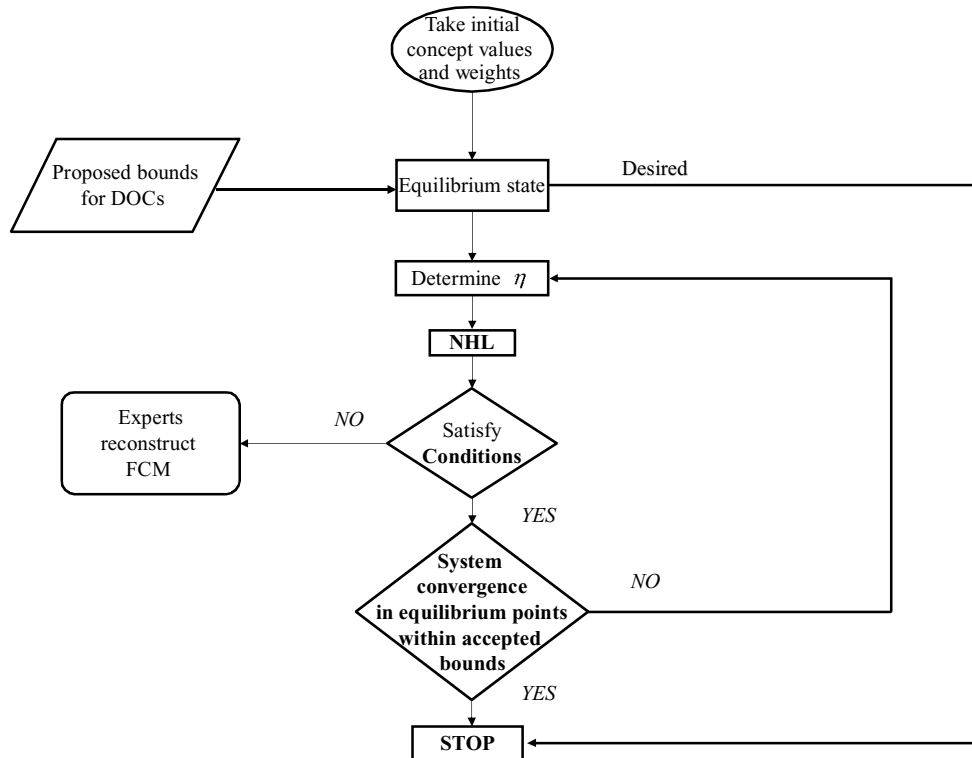 Take initial
concept values
and weights
Proposed bounds
for DOCs
Equilibrium state
Desired
Determine η
NHL
Experts
reconstruct
FCM
NO
Satisfy
Conditions
YES
System
convergence
in equilibrium points
within accepted
bounds
NO
YES
STOP